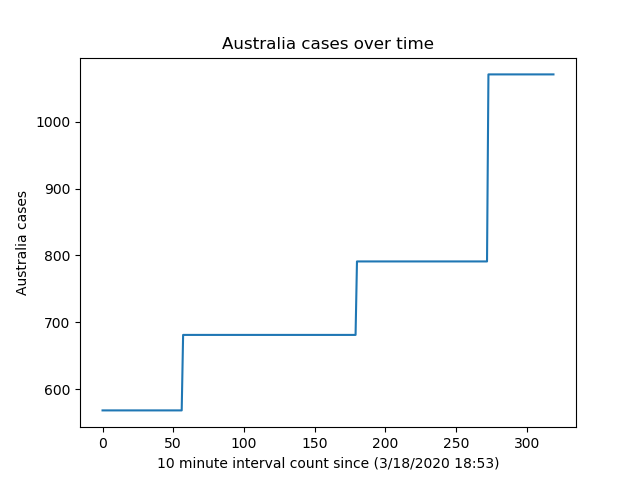 Australia cases over time
1000
900
800
700
600
Australia cases
0 50 100 150 200 250 300
10 minute interval count since (3/18/2020 18:53)